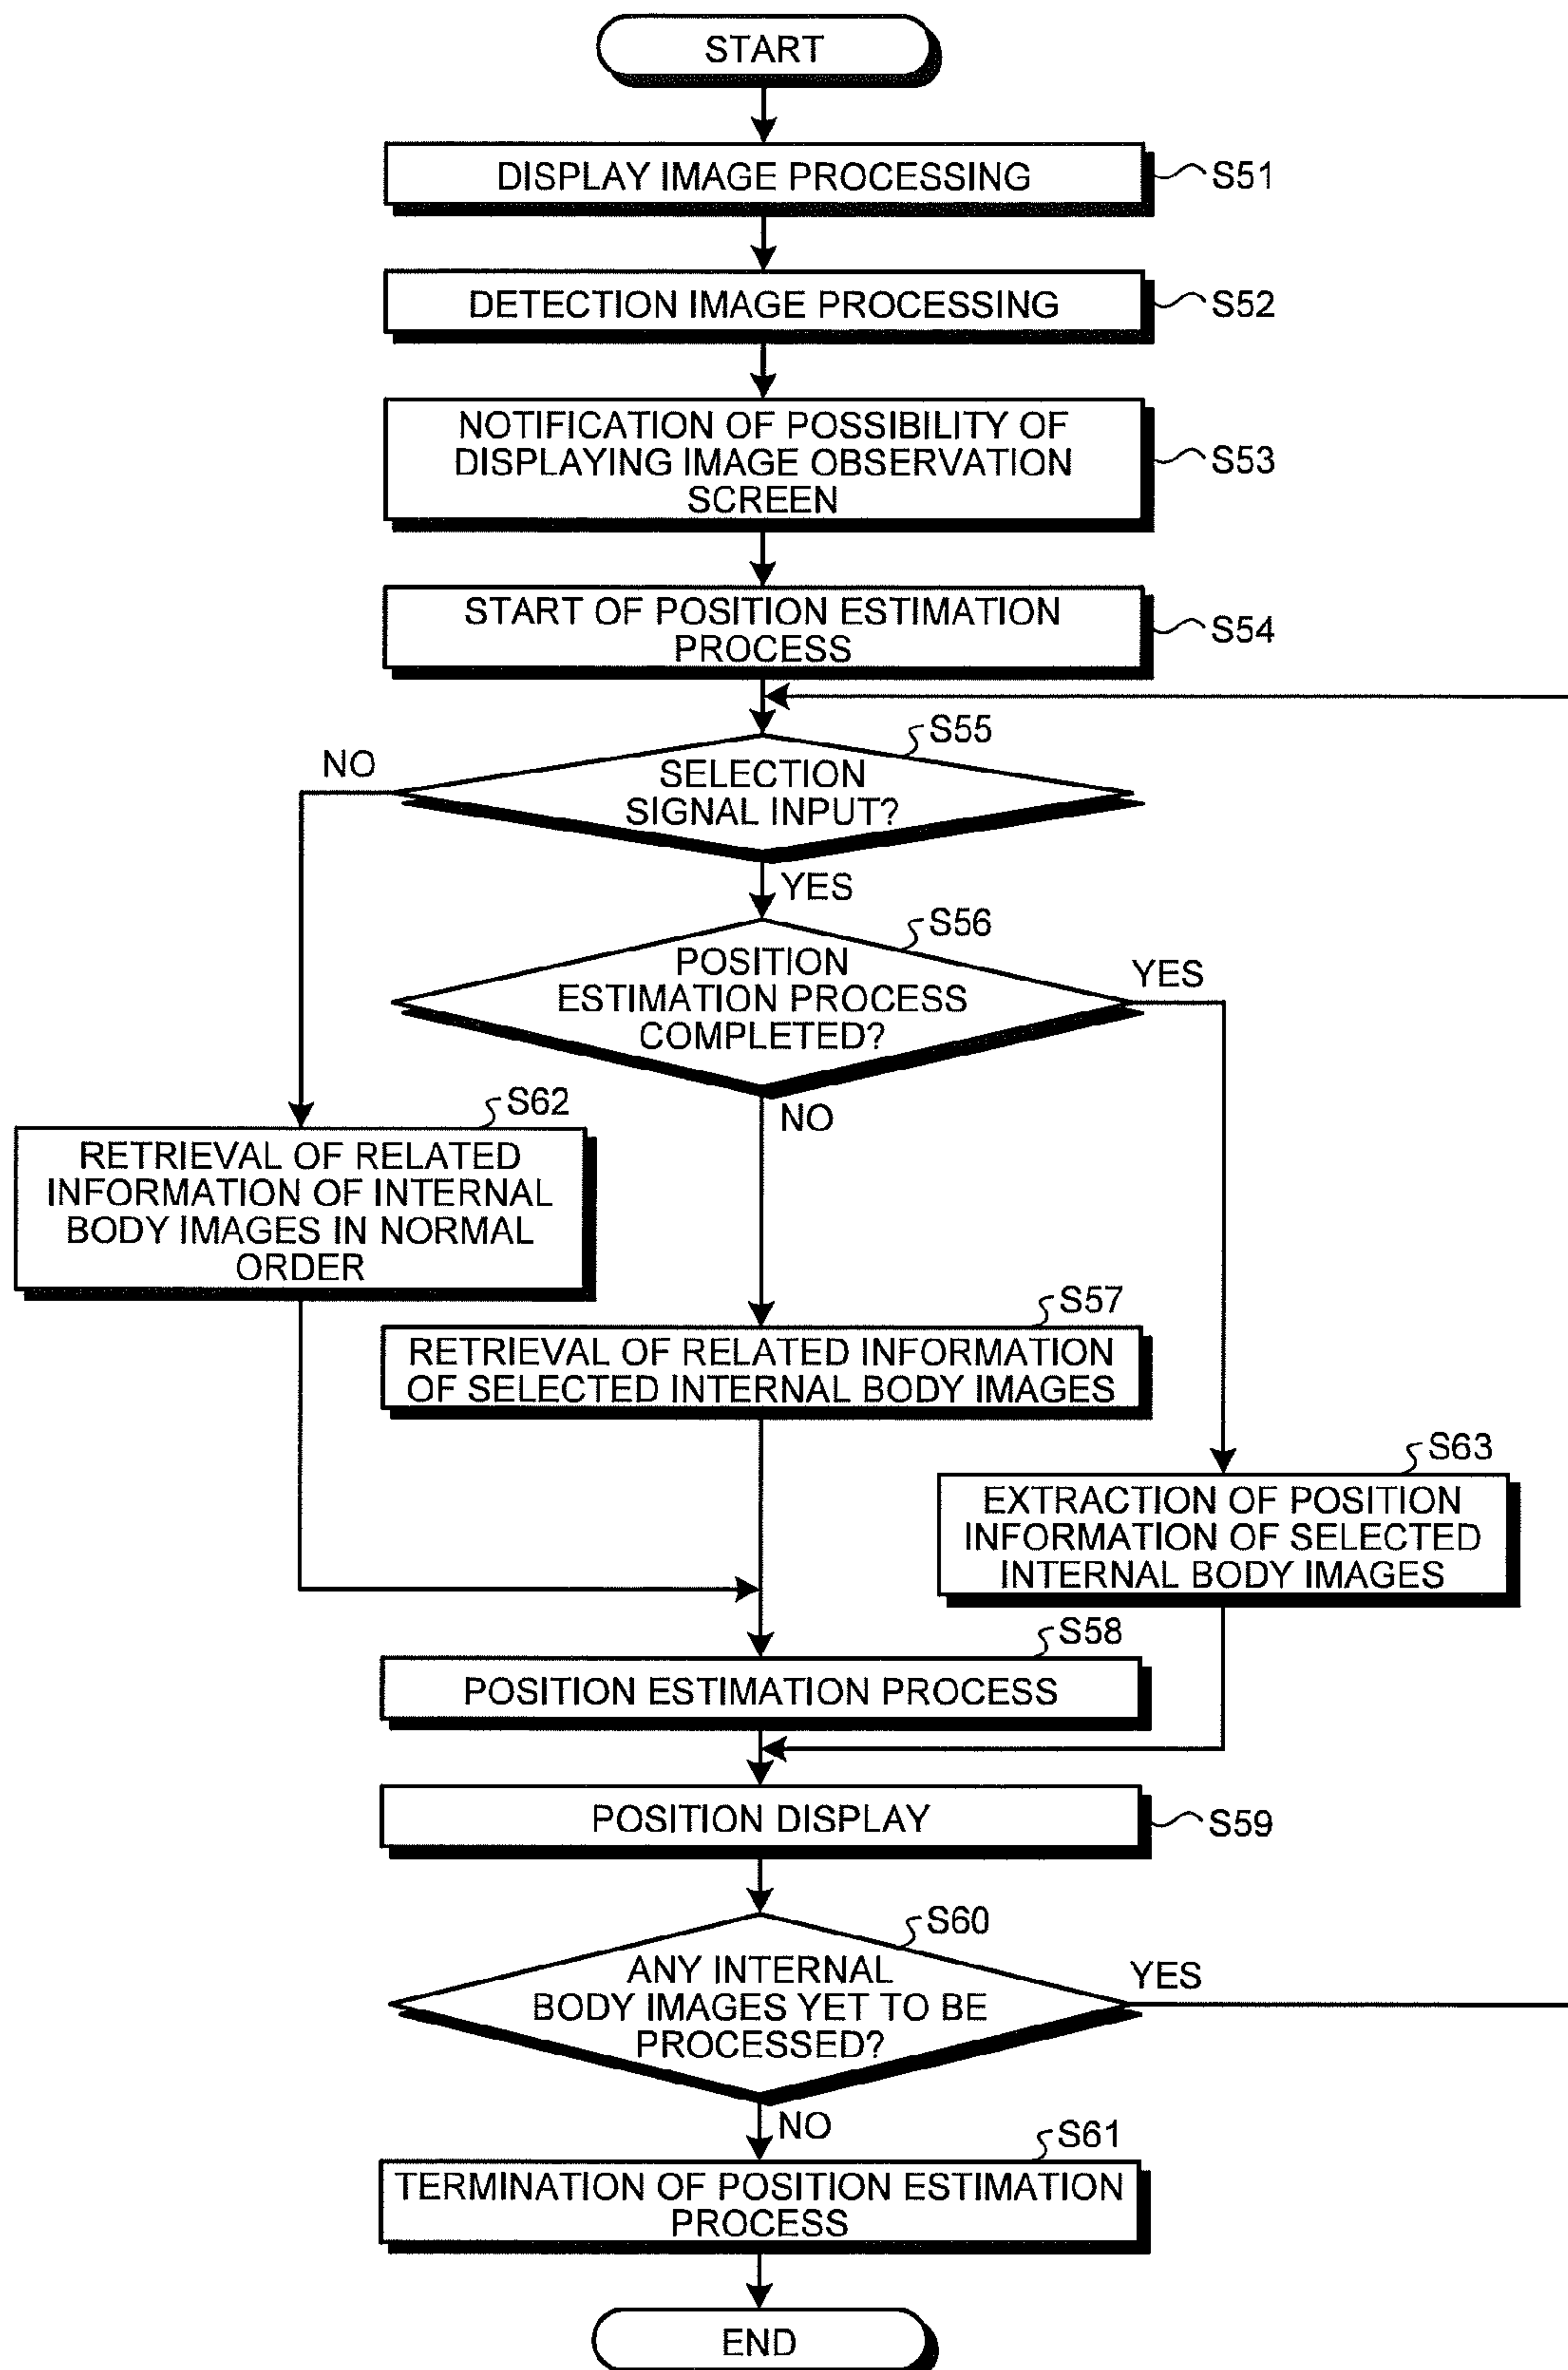 START
DISPLAY IMAGE PROCESSING
S51
DETECTION IMAGE PROCESSING
S52
NOTIFICATION OF POSSIBILITY OF
DISPLAYING IMAGE OBSERVATION
SCREEN
S53
START OF POSITION ESTIMATION
PROCESS
S54
S55
NO
SELECTION
SIGNAL INPUT?
YES
S56
POSITION
ESTIMATION PROCESS
COMPLETED?
YES
NO
S62
RETRIEVAL OF RELATED
INFORMATION OF INTERNAL
BODY IMAGES IN NORMAL
ORDER
S57
RETRIEVAL OF RELATED INFORMATION
OF SELECTED INTERNAL BODY IMAGES
S63
EXTRACTION OF POSITION
INFORMATION OF SELECTED
INTERNAL BODY IMAGES
S58
POSITION ESTIMATION PROCESS
POSITION DISPLAY
S59
S60
ANY INTERNAL
BODY IMAGES YET TO BE
PROCESSED?
YES
NO
S61
TERMINATION OF POSITION ESTIMATION
PROCESS
END